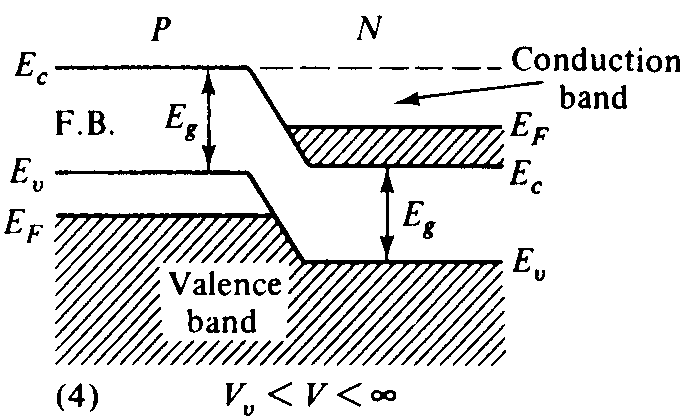 P N
E_c Conduction
band
F.B. E_g
E_F
E_v E_c
E_F E_g
Valence E_v
band
(4) V_v < V < ∞